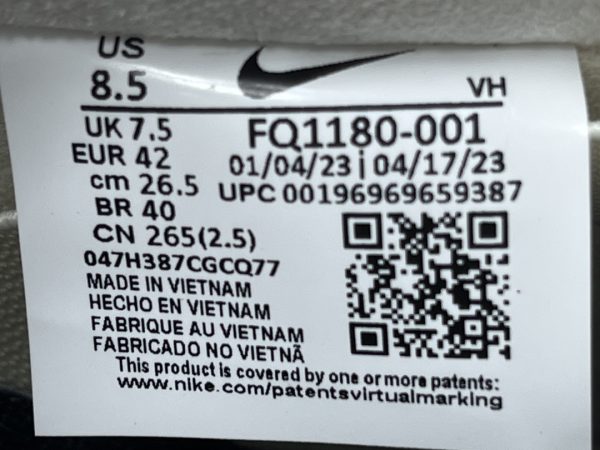 US
8.5
VH
UK 7.5
FQ1180-001
EUR 42
01/04/23 | 04/17/23
cm 26.5
UPC 00196969659387
BR 40
CN 265(2.5)
047H387CGCQ77
MADE IN VIETNAM
HECHO EN VIETNAM
FABRIQUE AU VIETNAM
FABRICADO NO VIETNÃ
This product is covered by one or more patents:
www.nike.com/patentsvirtualmarking